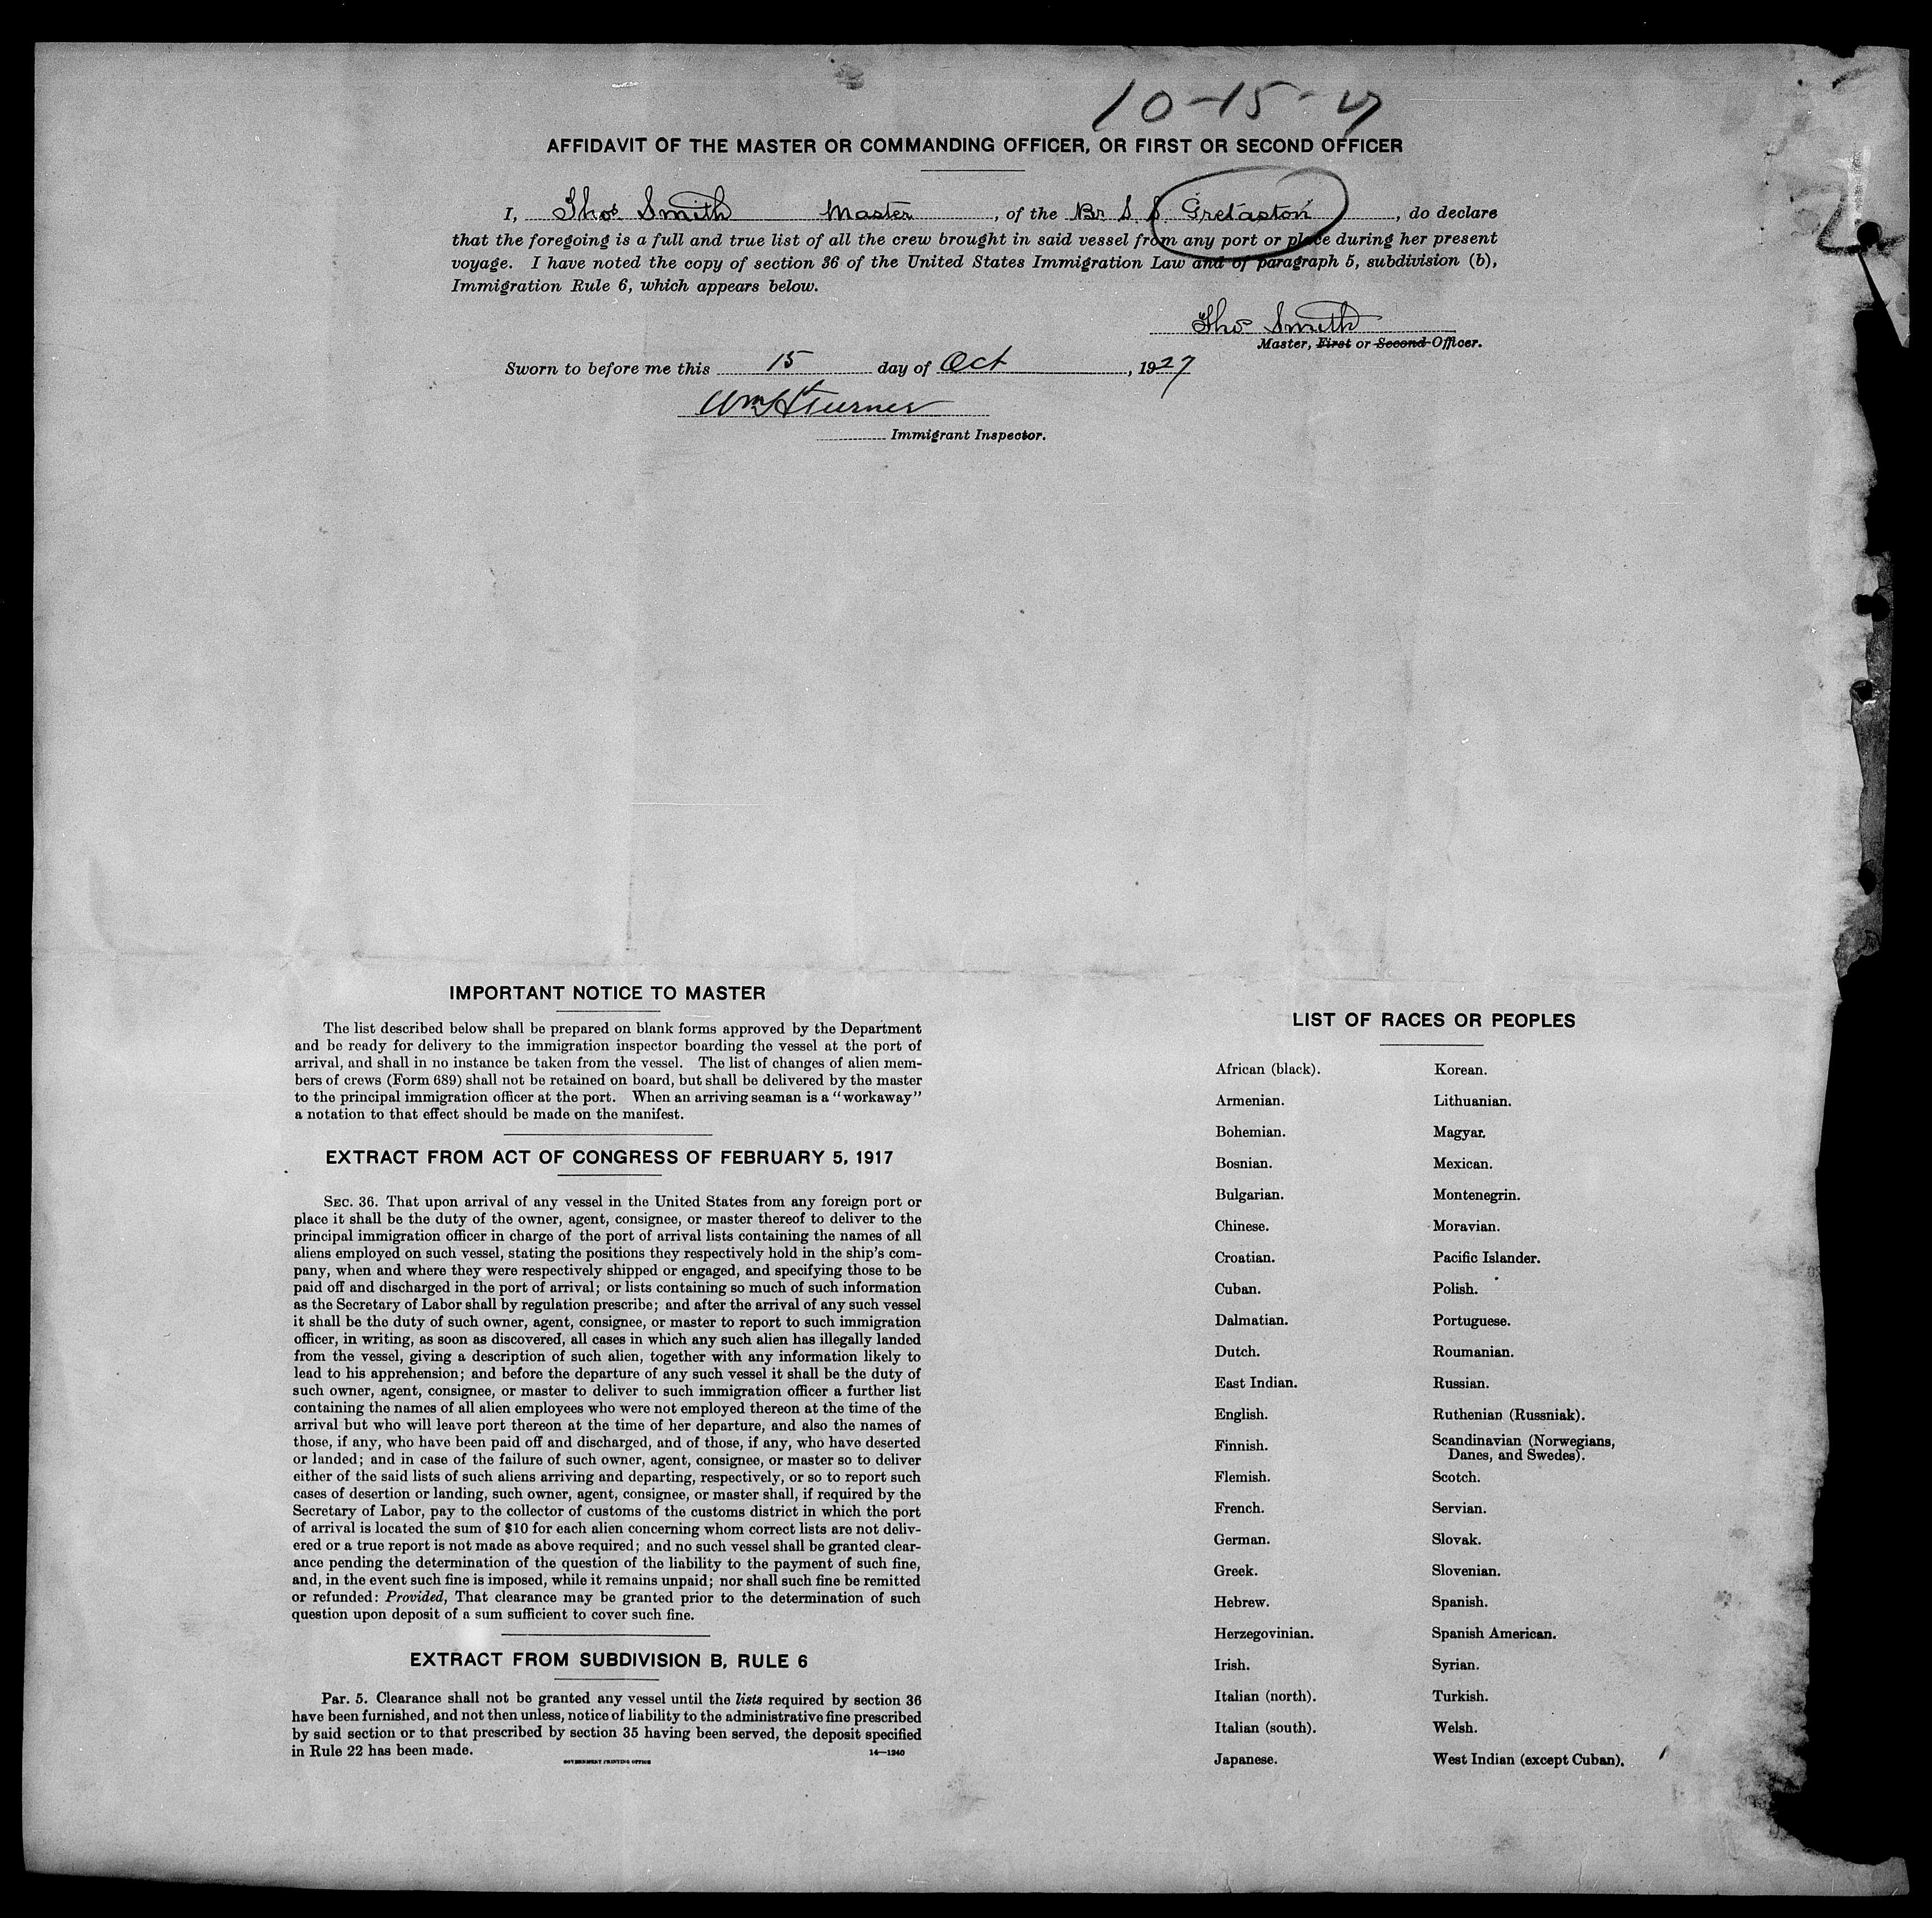 10-15-27
AFFIDAVIT OF THE MASTER OR COMMANDING OFFICER, OR FIRST OR SECOND OFFICER
I, Thos Smith Master, of the Br S S Gretaston, do declare
that the foregoing is a full and true list of all the crew brought in said vessel from any port or place during her present
voyage. I have noted the copy of section 36 of the United States Immigration Law and of paragraph 5, subdivision (b),
Immigration Rule 6, which appears below.
Thos Smith
Master, First or Second Officer.
Sworn to before me this 15 day of Oct, 1927
Wm H Turner
Immigrant Inspector.
IMPORTANT NOTICE TO MASTER
The list described below shall be prepared on blank forms approved by the Department
and be ready for delivery to the immigration inspector boarding the vessel at the port of
arrival, and shall in no instance be taken from the vessel. The list of changes of alien mem-
bers of crews (Form 689) shall not be retained on board, but shall be delivered by the master
to the principal immigration officer at the port. When an arriving seaman is a "workaway"
a notation to that effect should be made on the manifest.
EXTRACT FROM ACT OF CONGRESS OF FEBRUARY 5, 1917
SEC. 36. That upon arrival of any vessel in the United States from any foreign port or
place it shall be the duty of the owner, agent, consignee, or master thereof to deliver to the
principal immigration officer in charge of the port of arrival lists containing the names of all
aliens employed on such vessel, stating the positions they respectively hold in the ship's com-
pany, when and where they were respectively shipped or engaged, and specifying those to be
paid off and discharged in the port of arrival; or lists containing so much of such information
as the Secretary of Labor shall by regulation prescribe; and after the arrival of any such vessel
it shall be the duty of such owner, agent, consignee, or master to report to such immigration
officer, in writing, as soon as discovered, all cases in which any such alien has illegally landed
from the vessel, giving a description of such alien, together with any information likely to
lead to his apprehension; and before the departure of any such vessel it shall be the duty of
such owner, agent, consignee, or master to deliver to such immigration officer a further list
containing the names of all alien employees who were not employed thereon at the time of the
arrival but who will leave port thereon at the time of her departure, and also the names of
those, if any, who have been paid off and discharged, and of those, if any, who have deserted
or landed; and in case of the failure of such owner, agent, consignee, or master so to deliver
either of the said lists of such aliens arriving and departing, respectively, or so to report such
cases of desertion or landing, such owner, agent, consignee, or master shall, if required by the
Secretary of Labor, pay to the collector of customs of the customs district in which the port
of arrival is located the sum of $10 for each alien concerning whom correct lists are not deliv-
ered or a true report is not made as above required; and no such vessel shall be granted clear-
ance pending the determination of the question of the liability to the payment of such fine,
and, in the event such fine is imposed, while it remains unpaid; nor shall such fine be remitted
or refunded: Provided, That clearance may be granted prior to the determination of such
question upon deposit of a sum sufficient to cover such fine.
EXTRACT FROM SUBDIVISION B, RULE 6
Par. 5. Clearance shall not be granted any vessel until the lists required by section 36
have been furnished, and not then unless, notice of liability to the administrative fine prescribed
by said section or to that prescribed by section 35 having been served, the deposit specified
in Rule 22 has been made.
14—1240
GOVERNMENT PRINTING OFFICE
LIST OF RACES OR PEOPLES
African (black).
Armenian.
Bohemian.
Bosnian.
Bulgarian.
Chinese.
Croatian.
Cuban.
Dalmatian.
Dutch.
East Indian.
English.
Finnish.
Flemish.
French.
German.
Greek.
Hebrew.
Herzegovinian.
Irish.
Italian (north).
Italian (south).
Japanese.
Korean.
Lithuanian.
Magyar.
Mexican.
Montenegrin.
Moravian.
Pacific Islander.
Polish.
Portuguese.
Roumanian.
Russian.
Ruthenian (Russniak).
Scandinavian (Norwegians,
Danes, and Swedes).
Scotch.
Servian.
Slovak.
Slovenian.
Spanish.
Spanish American.
Syrian.
Turkish.
Welsh.
West Indian (except Cuban).